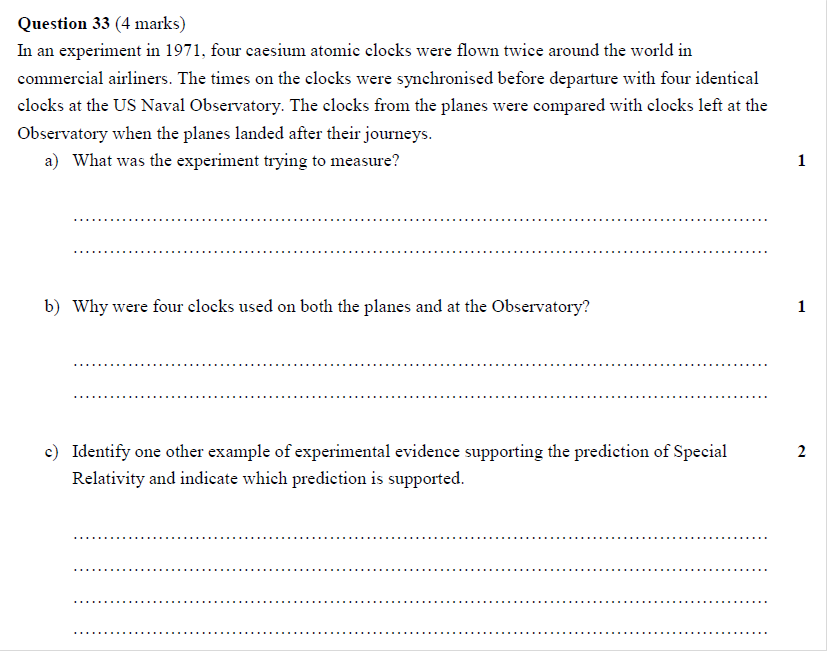 Question 33 (4 marks)
In an experiment in 1971, four caesium atomic clocks were flown twice around the world in
commercial airliners. The times on the clocks were synchronised before departure with four identical
clocks at the US Naval Observatory. The clocks from the planes were compared with clocks left at the
Observatory when the planes landed after their journeys.
a) What was the experiment trying to measure? 1
b) Why were four clocks used on both the planes and at the Observatory? 1
c) Identify one other example of experimental evidence supporting the prediction of Special 2
Relativity and indicate which prediction is supported.